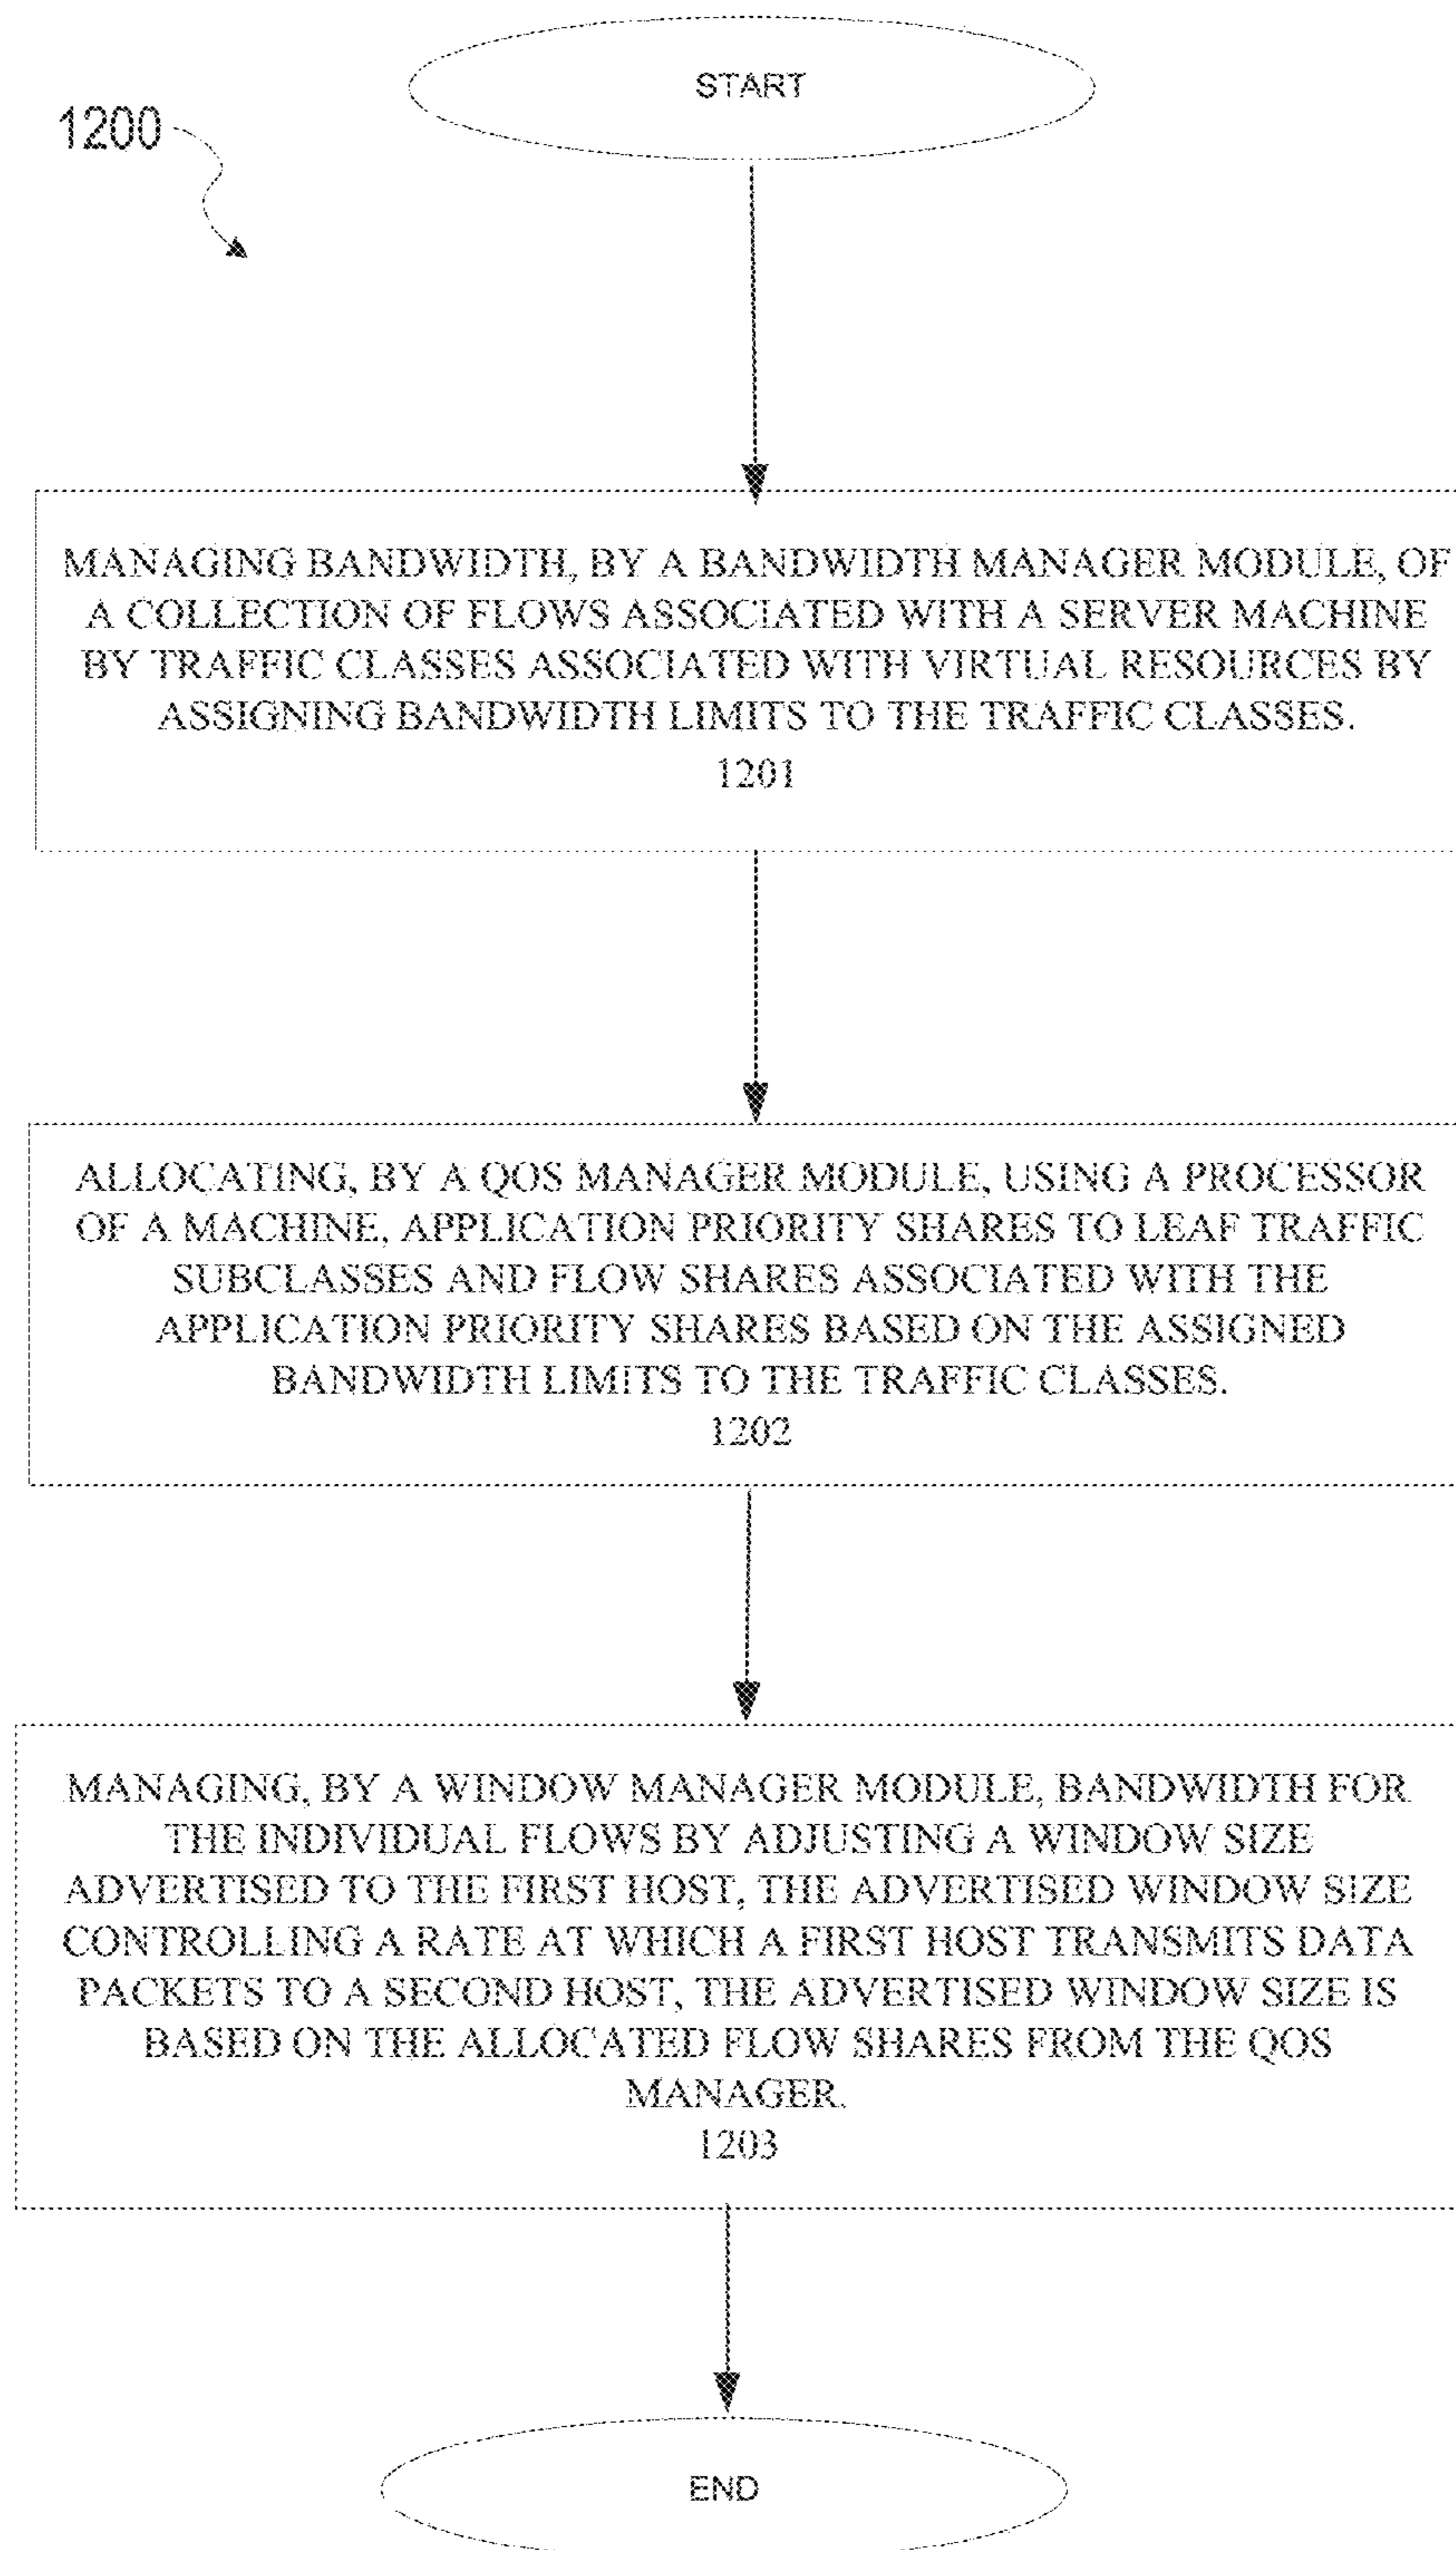 START
1200
MANAGING BANDWIDTH, BY A BANDWIDTH MANAGER MODULE, OF
A COLLECTION OF FLOWS ASSOCIATED WITH A SERVER MACHINE
BY TRAFFIC CLASSES ASSOCIATED WITH VIRTUAL RESOURCES BY
ASSIGNING BANDWIDTH LIMITS TO THE TRAFFIC CLASSES.
1201
ALLOCATING, BY A QOS MANAGER MODULE, USING A PROCESSOR
OF A MACHINE, APPLICATION PRIORITY SHARES TO LEAF TRAFFIC
SUBCLASSES AND FLOW SHARES ASSOCIATED WITH THE
APPLICATION PRIORITY SHARES BASED ON THE ASSIGNED
BANDWIDTH LIMITS TO THE TRAFFIC CLASSES.
1202
MANAGING, BY A WINDOW MANAGER MODULE, BANDWIDTH FOR
THE INDIVIDUAL FLOWS BY ADJUSTING A WINDOW SIZE
ADVERTISED TO THE FIRST HOST, THE ADVERTISED WINDOW SIZE
CONTROLLING A RATE AT WHICH A FIRST HOST TRANSMITS DATA
PACKETS TO A SECOND HOST, THE ADVERTISED WINDOW SIZE IS
BASED ON THE ALLOCATED FLOW SHARES FROM THE QOS
MANAGER.
1203
END